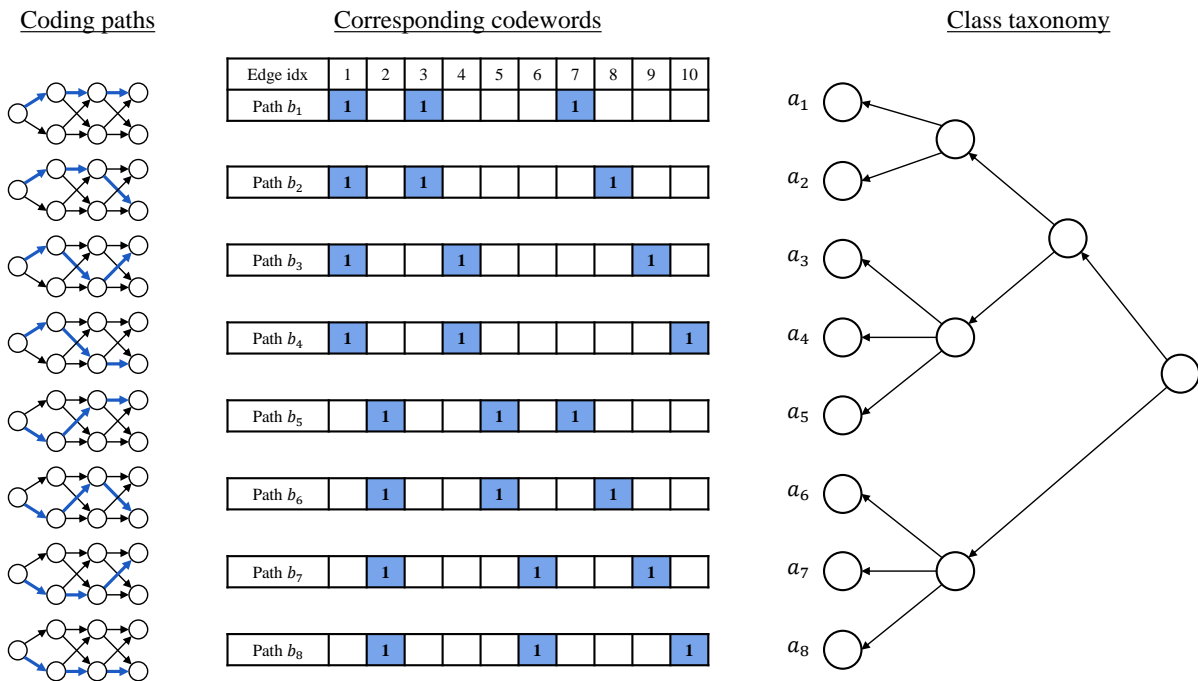 Coding paths
Corresponding codewords
Class taxonomy
Edge idx 1 2 3 4 5 6 7 8 9 10
Path b₁ 1 1 1
Path b₂ 1 1 1
Path b₃ 1 1 1
Path b₄ 1 1 1
Path b₅ 1 1 1
Path b₆ 1 1 1
Path b₇ 1 1 1
Path b₈ 1 1 1
a₁
a₂
a₃
a₄
a₅
a₆
a₇
a₈